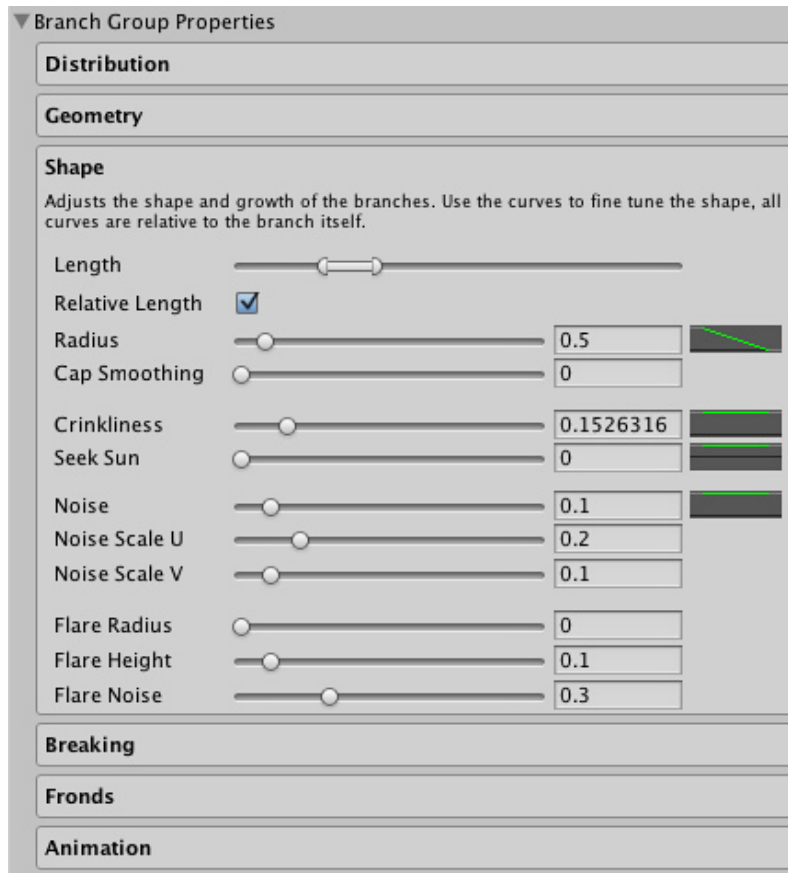 Branch Group Properties
Distribution
Geometry
Shape
Adjusts the shape and growth of the branches. Use the curves to fine tune the shape, all
curves are relative to the branch itself.
Length
Relative Length
Radius 0.5
Cap Smoothing 0
Crinkliness 0.1526316
Seek Sun 0
Noise 0.1
Noise Scale U 0.2
Noise Scale V 0.1
Flare Radius 0
Flare Height 0.1
Flare Noise 0.3
Breaking
Fronds
Animation